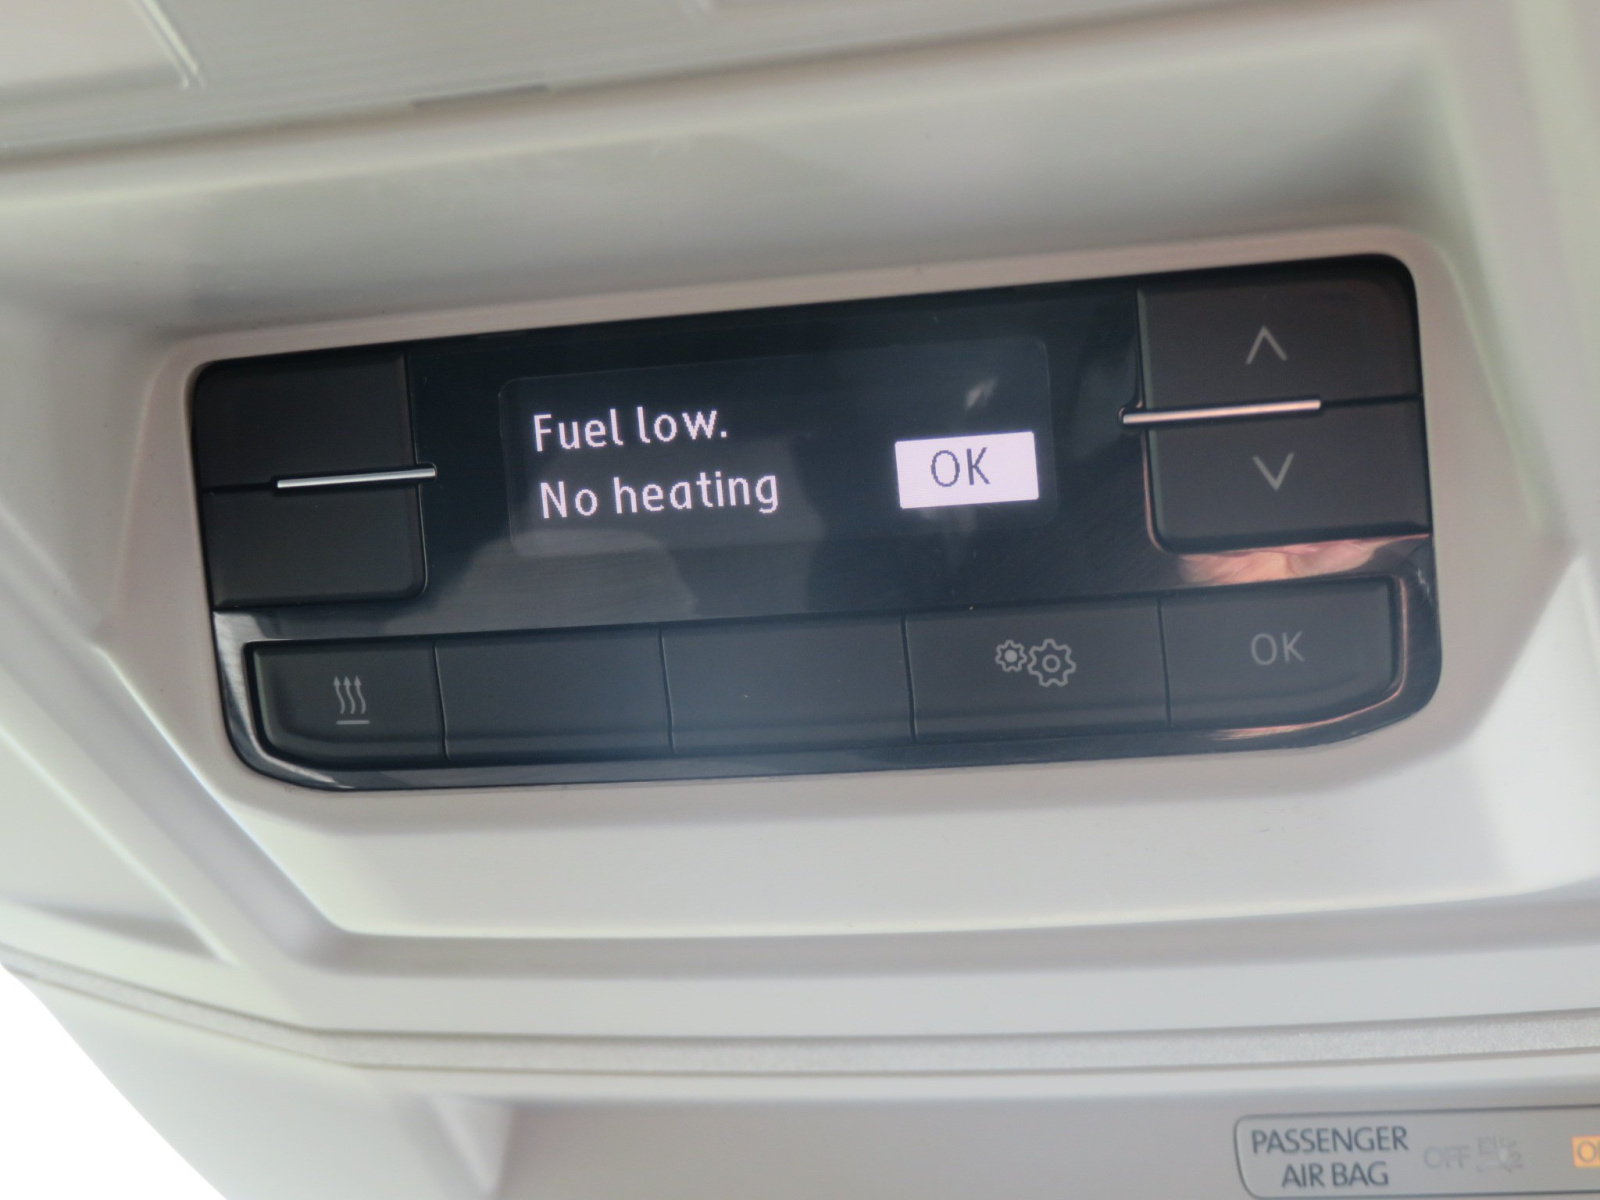 Fuel low.
No heating
OK
OK
PASSENGER
AIR BAG
OFF